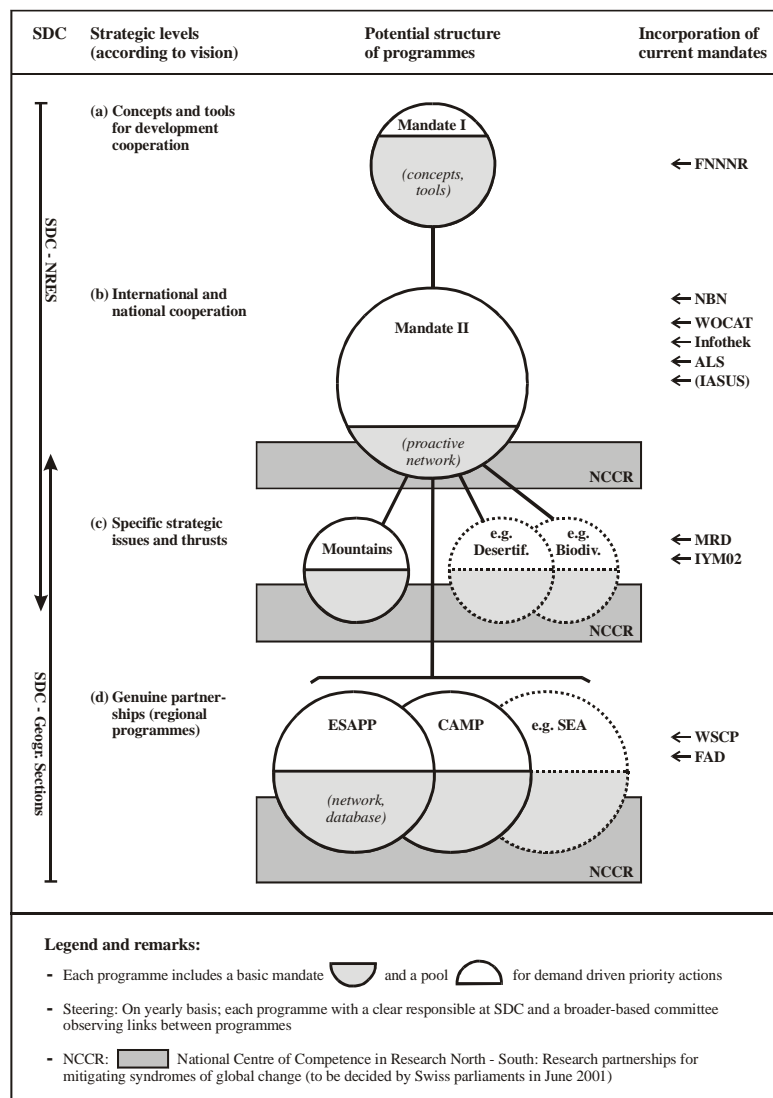 SDC
Strategic levels
(according to vision)
Potential structure
of programmes
Incorporation of
current mandates
SDC - NRES
(a) Concepts and tools
for development
cooperation
Mandate I
(concepts,
tools)
FNNNR
(b) International and
national cooperation
Mandate II
(proactive
network)
NCCR
NBN
WOCAT
Infothek
ALS
(IASUS)
(c) Specific strategic
issues and thrusts
Mountains
e.g.
Desertif.
e.g.
Biodiv.
NCCR
MRD
IYM02
SDC - Geogr. Sections
(d) Genuine partner-
ships (regional
programmes)
ESAPP
CAMP
e.g. SEA
(network,
database)
NCCR
WSCP
FAD
Legend and remarks:
- Each programme includes a basic mandate and a pool for demand driven priority actions
- Steering: On yearly basis; each programme with a clear responsible at SDC and a broader-based committee
observing links between programmes
- NCCR: National Centre of Competence in Research North - South: Research partnerships for
mitigating syndromes of global change (to be decided by Swiss parliaments in June 2001)